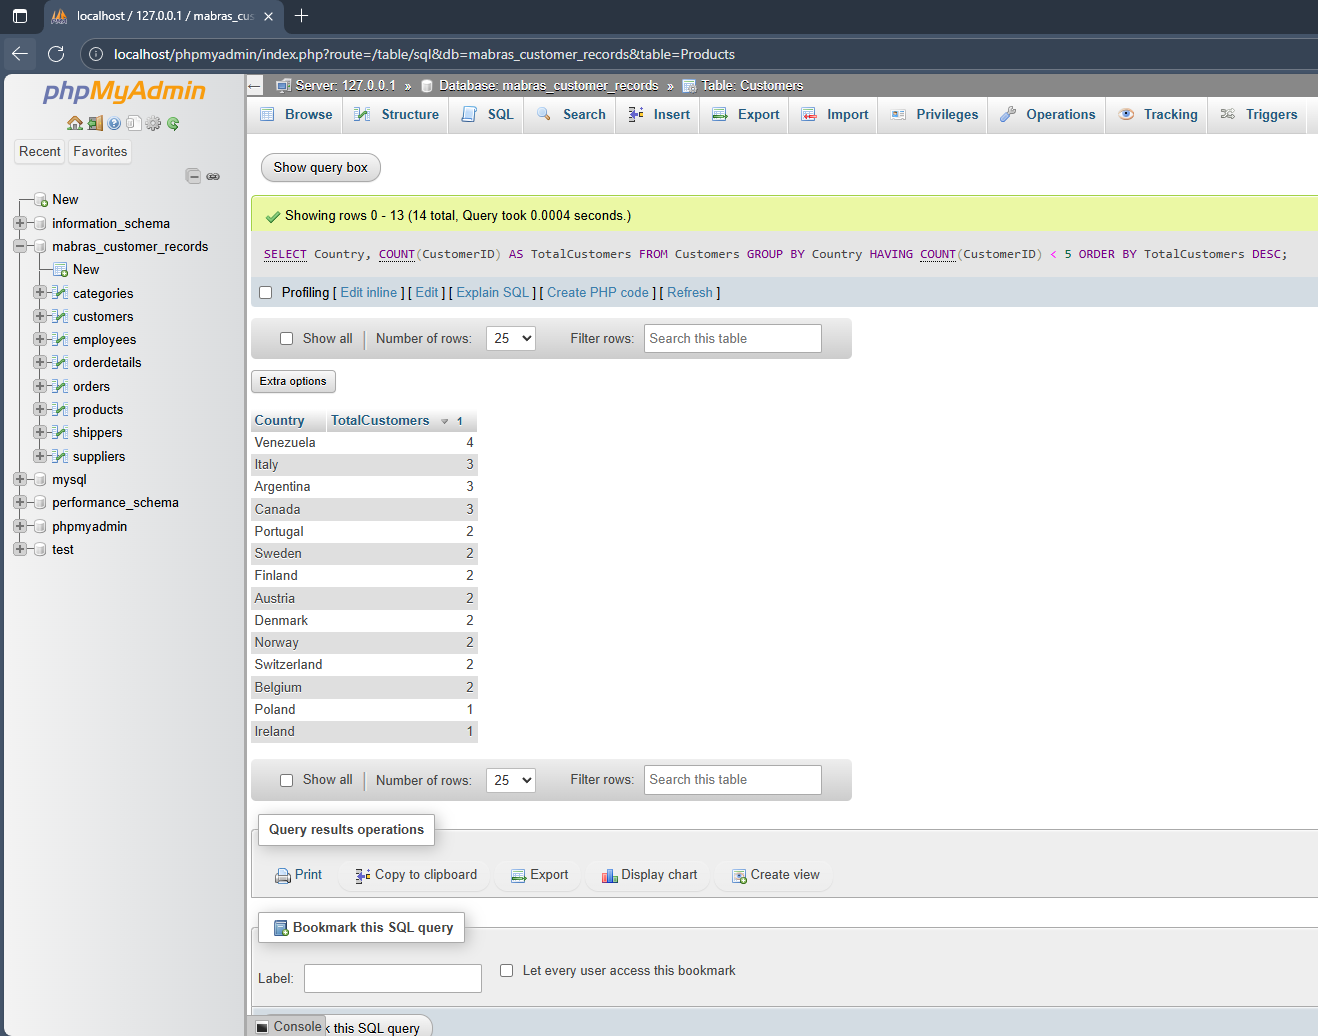 localhost / 127.0.0.1 / mabras_cus
localhost/phpmyadmin/index.php?route=/table/sql&db=mabras_customer_records&table=Products
phpMyAdmin
Recent
Favorites
New
information_schema
mabras_customer_records
New
categories
customers
employees
orderdetails
orders
products
shippers
suppliers
mysql
performance_schema
phpmyadmin
test
Server: 127.0.0.1 » Database: mabras_customer_records » Table: Customers
Browse Structure SQL Search Insert Export Import Privileges Operations Tracking Triggers
Show query box
Showing rows 0 - 13 (14 total, Query took 0.0004 seconds.)
SELECT Country, COUNT(CustomerID) AS TotalCustomers FROM Customers GROUP BY Country HAVING COUNT(CustomerID) < 5 ORDER BY TotalCustomers DESC;
Profiling [ Edit inline ] [ Edit ] [ Explain SQL ] [ Create PHP code ] [ Refresh ]
Show all | Number of rows: 25 Filter rows: Search this table
Extra options
Country TotalCustomers 1
Venezuela 4
Italy 3
Argentina 3
Canada 3
Portugal 2
Sweden 2
Finland 2
Austria 2
Denmark 2
Norway 2
Switzerland 2
Belgium 2
Poland 1
Ireland 1
Show all | Number of rows: 25 Filter rows: Search this table
Query results operations
Print Copy to clipboard Export Display chart Create view
Bookmark this SQL query
Label: Let every user access this bookmark
Console k this SQL query